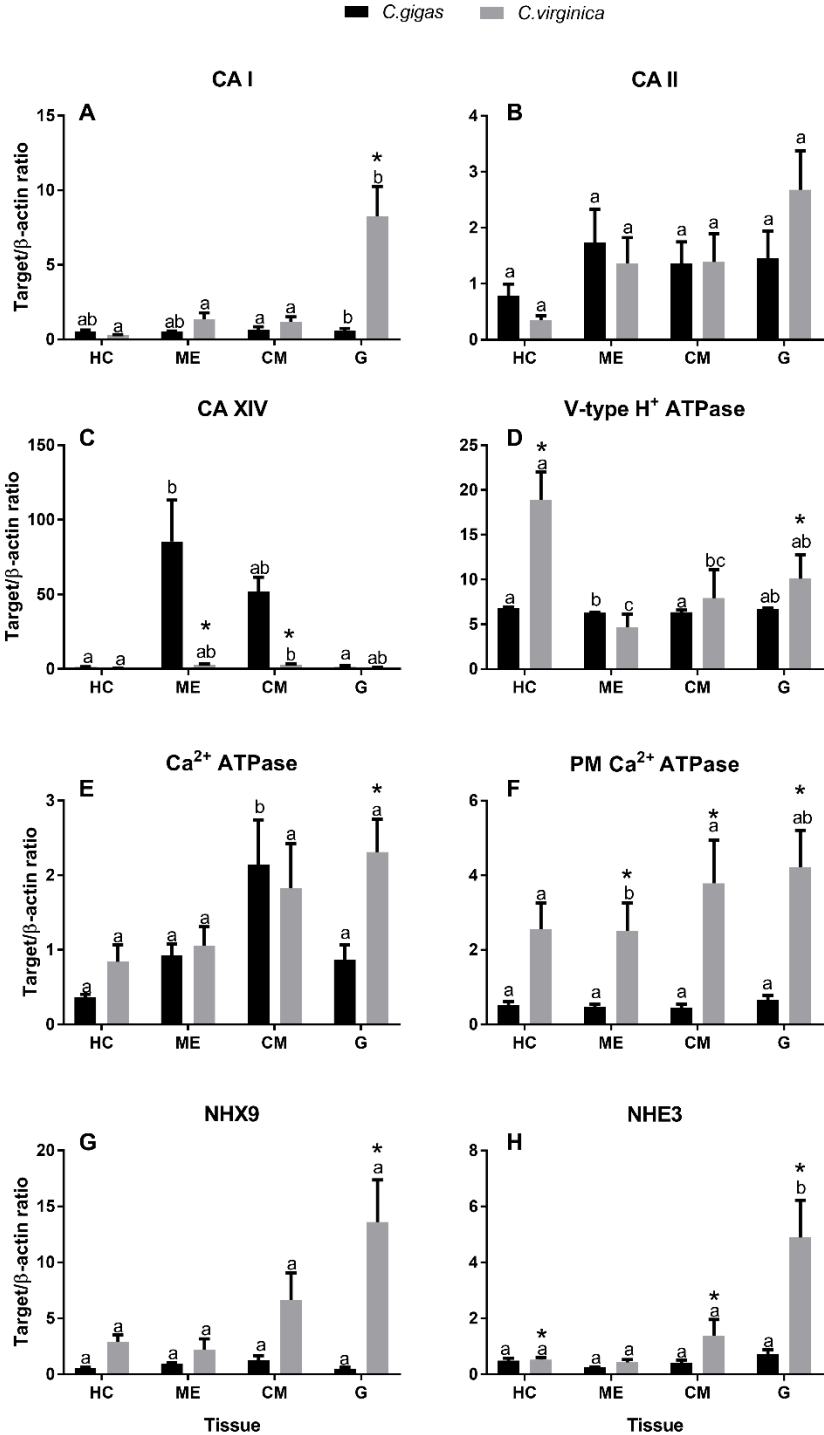 C.gigas C.virginica
CA I
CA II
A
B
Target/β-actin ratio
15
10
5
0
ab a ab a a a b b *
HC ME CM G
4
3
2
1
0
a a a a a a a a
HC ME CM G
CA XIV
V-type H⁺ ATPase
C
D
Target/β-actin ratio
150
100
50
0
a a b * ab ab * b a ab
HC ME CM G
25
20
15
10
5
0
a * a b c a bc ab * ab
HC ME CM G
Ca²⁺ ATPase
PM Ca²⁺ ATPase
E
F
Target/β-actin ratio
3
2
1
0
a a a a b a a * a
HC ME CM G
6
4
2
0
a a a * b a * a a * ab
HC ME CM G
NHX9
NHE3
G
H
Target/β-actin ratio
20
15
10
5
0
a a a a a a a * a
HC ME CM G
Tissue
8
6
4
2
0
a * a a a a * a a * b
HC ME CM G
Tissue